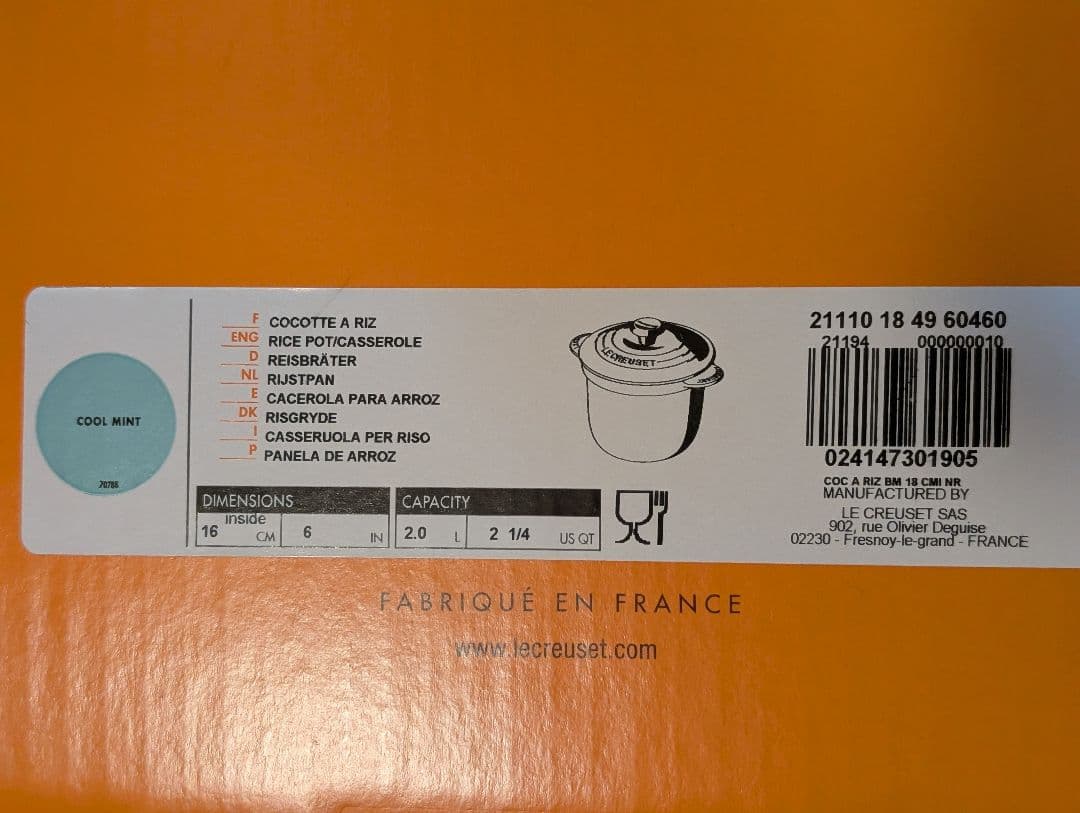 COOL MINT
70788
F COCOTTE A RIZ
ENG RICE POT/CASSEROLE
D REISBRÄTER
NL RIJSTPAN
E CACEROLA PARA ARROZ
DK RISGRYDE
I CASSERUOLA PER RISO
P PANELA DE ARROZ
DIMENSIONS
inside
16 CM 6 IN
CAPACITY
2.0 L 2 1/4 US QT
LE CREUSET
21110 18 49 60460
21194 000000010
024147301905
COC A RIZ BM 18 CMI NR
MANUFACTURED BY
LE CREUSET SAS
902, rue Olivier Deguise
02230 - Fresnoy-le-grand - FRANCE
FABRIQUÉ EN FRANCE
www.lecreuset.com